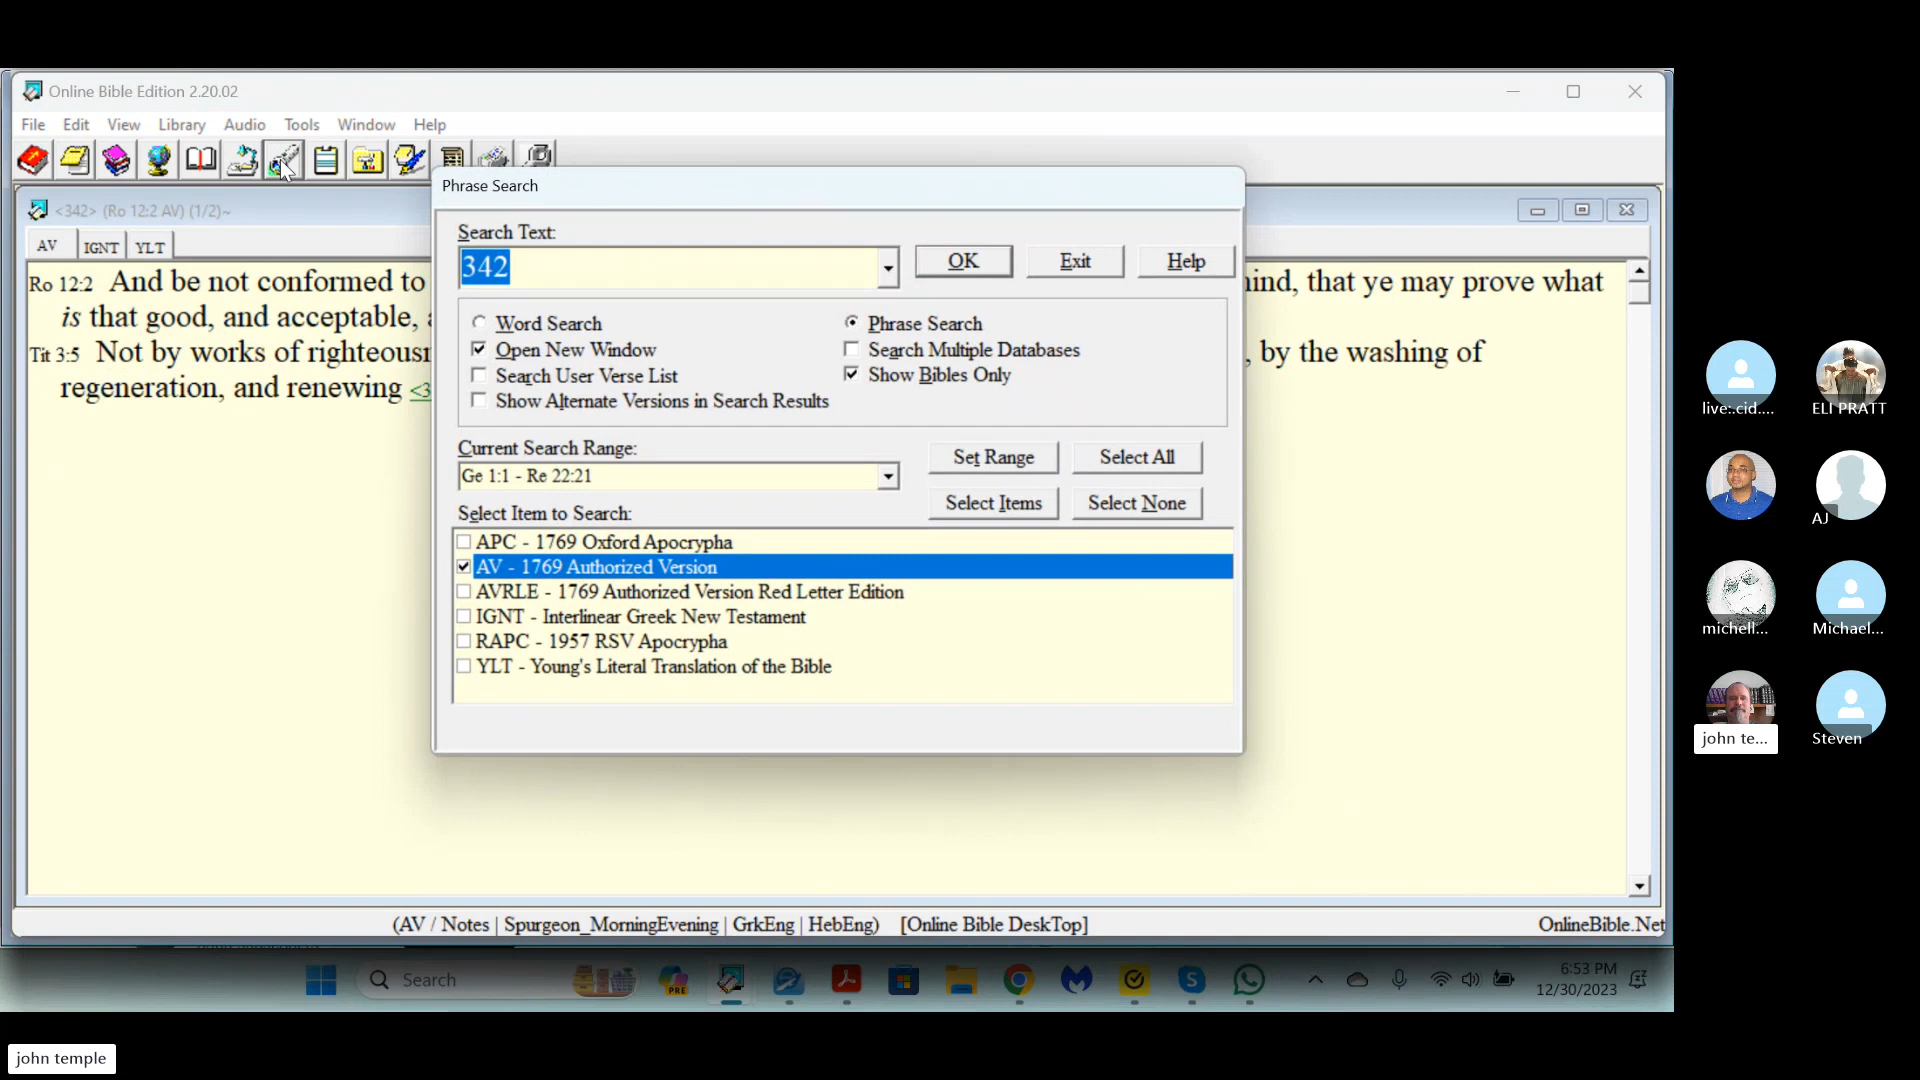 Online Bible Edition 2.20.02
File Edit View Library Audio Tools Window Help
<342> (Ro 12:2 AV) (1/2)~
AV IGNT YLT
Ro 12:2 And be not conformed to
ind, that ye may prove what
is that good, and acceptable,
Tit 3:5 Not by works of righteous
, by the washing of
regeneration, and renewing <3
Phrase Search
Search Text:
342
OK Exit Help
Word Search
Phrase Search
Open New Window
Search Multiple Databases
Search User Verse List
Show Bibles Only
Show Alternate Versions in Search Results
Current Search Range:
Ge 1:1 - Re 22:21
Set Range Select All
Select Items Select None
Select Item to Search:
APC - 1769 Oxford Apocrypha
AV - 1769 Authorized Version
AVRLE - 1769 Authorized Version Red Letter Edition
IGNT - Interlinear Greek New Testament
RAPC - 1957 RSV Apocrypha
YLT - Young's Literal Translation of the Bible
(AV / Notes | Spurgeon_MorningEvening | GrkEng | HebEng) [Online Bible DeskTop]
OnlineBible.Net
Search
PRE
6:53 PM
12/30/2023
live:.cid.... ELI PRATT
AJ
michell... Michael...
john te... Steven
john temple